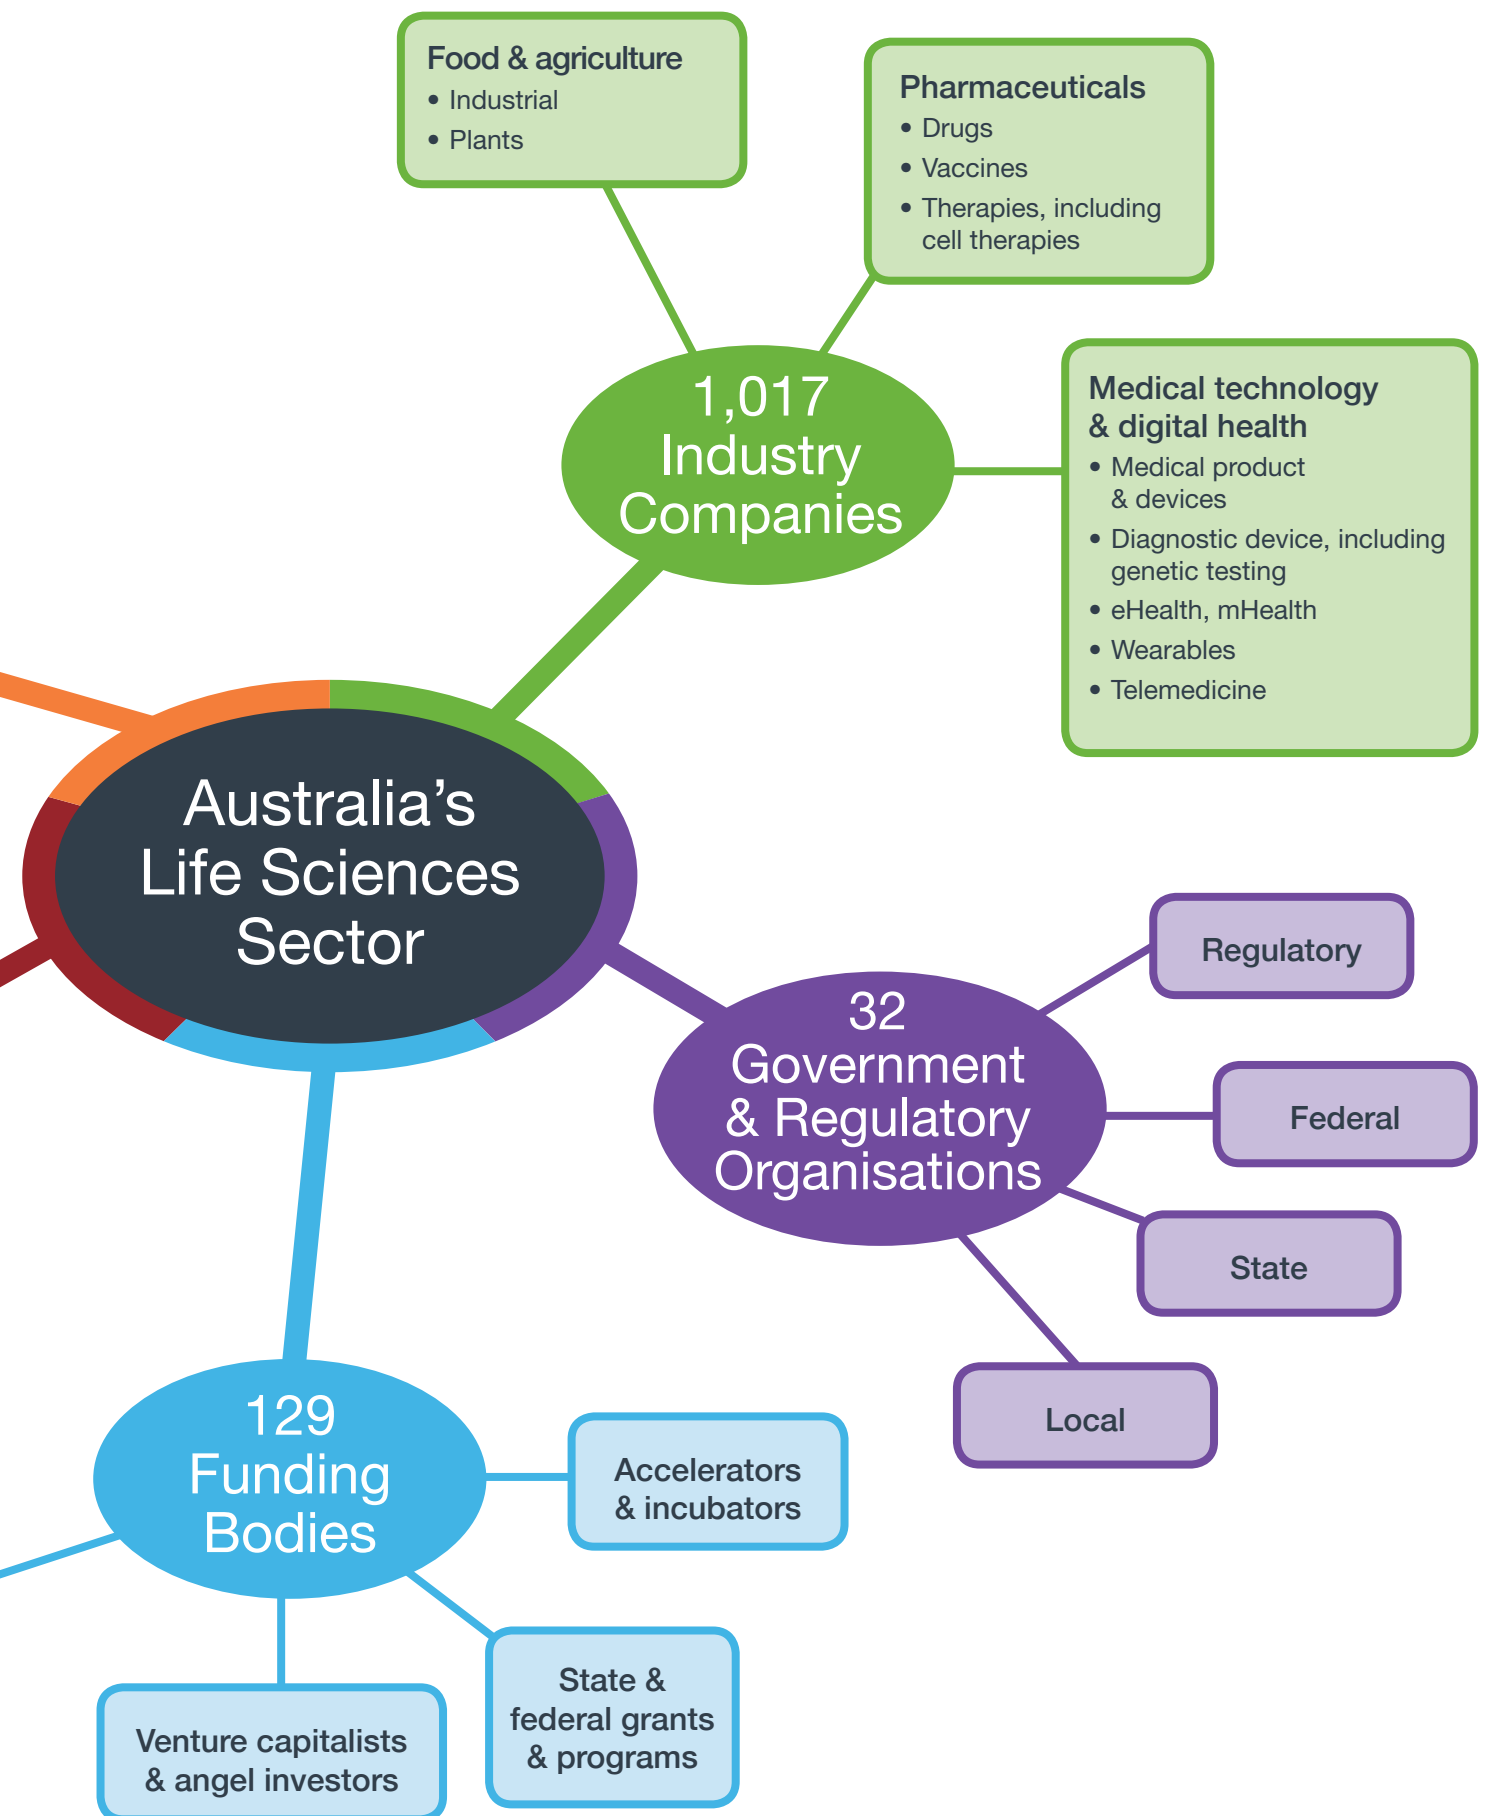 Food & agriculture
• Industrial
• Plants
Pharmaceuticals
• Drugs
• Vaccines
• Therapies, including
cell therapies
1,017
Industry
Companies
Medical technology
& digital health
• Medical product
& devices
• Diagnostic device, including
genetic testing
• eHealth, mHealth
• Wearables
• Telemedicine
Australia’s
Life Sciences
Sector
32
Government
& Regulatory
Organisations
Regulatory
Federal
State
Local
129
Funding
Bodies
Accelerators
& incubators
State &
federal grants
& programs
Venture capitalists
& angel investors